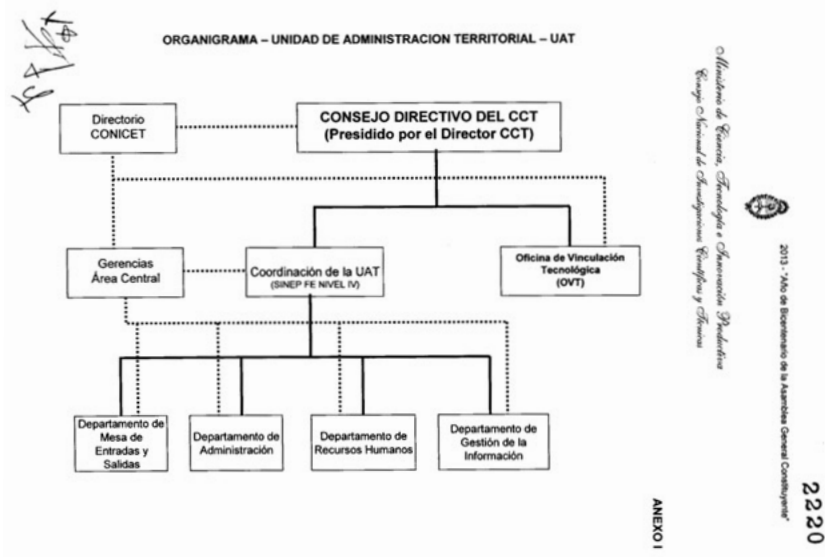 ORGANIGRAMA – UNIDAD DE ADMINISTRACION TERRITORIAL – UAT
Directorio
CONICET
CONSEJO DIRECTIVO DEL CCT
(Presidido por el Director CCT)
Gerencias
Área Central
Coordinación de la UAT
(SINEP FE NIVEL IV)
Oficina de Vinculación
Tecnológica
(OVT)
Departamento de
Mesa de
Entradas y
Salidas
Departamento de
Administración
Departamento de
Recursos Humanos
Departamento de
Gestión de la
Información
Ministerio de Ciencia, Tecnología e Innovación Productiva
Consejo Nacional de Investigaciones Científicas y Técnicas
2013 - "Año de Bicentenario de la Asamblea General Constituyente"
2220
ANEXO I